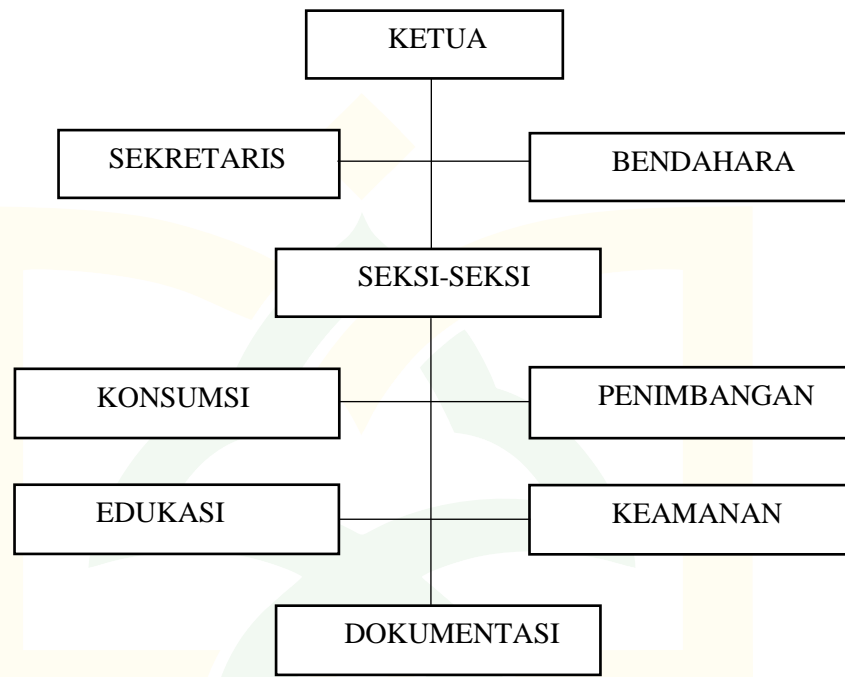 KETUA
SEKRETARIS
BENDAHARA
SEKSI-SEKSI
KONSUMSI
PENIMBANGAN
EDUKASI
KEAMANAN
DOKUMENTASI